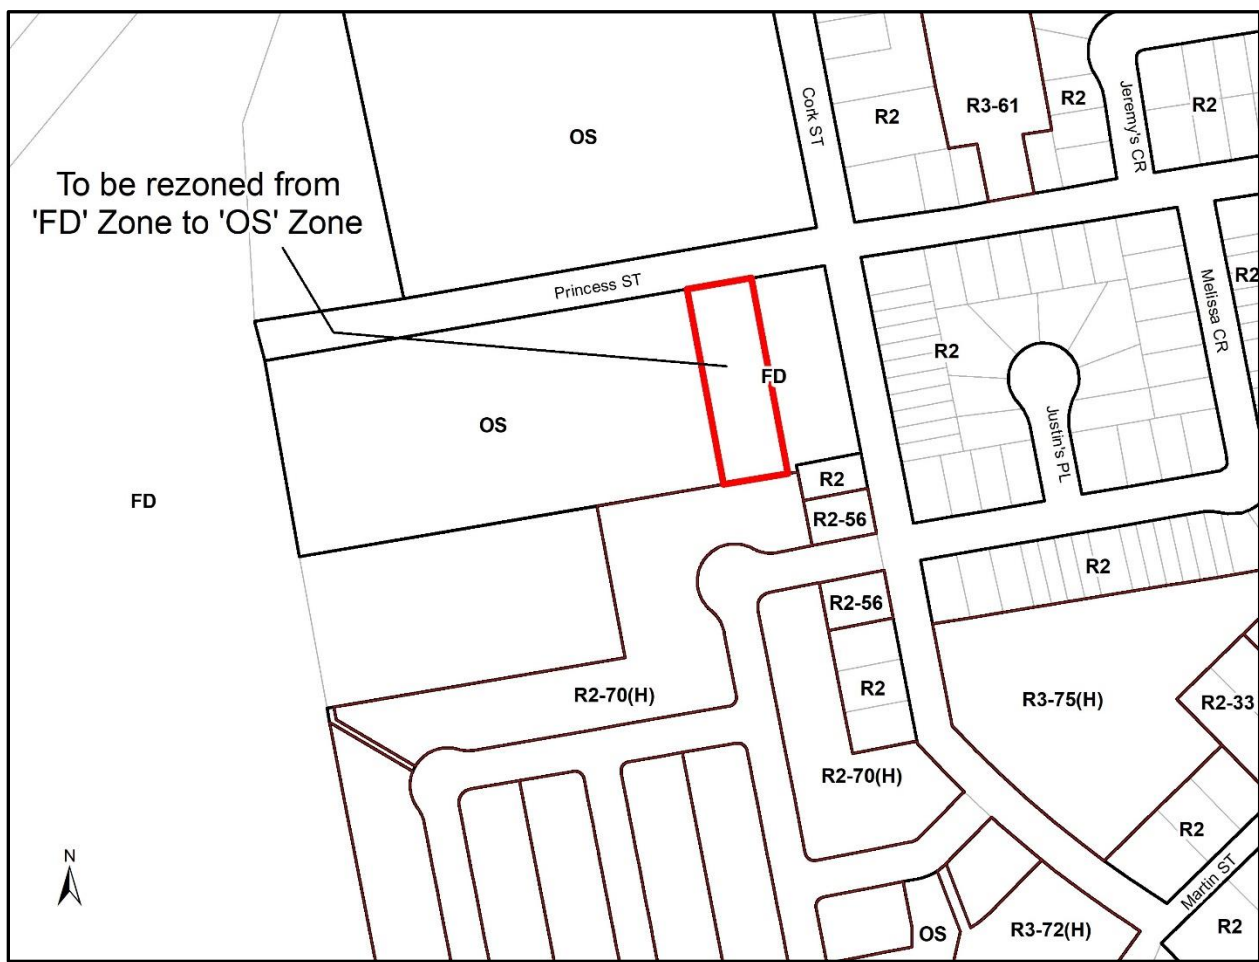 R3-61
R2
R2
R2
OS
Cork ST
Jeremy's CR
To be rezoned from
'FD' Zone to 'OS' Zone
Princess ST
Melissa CR
R2
R2
FD
Justin's PL
OS
R2
FD
R2-56
R2
R2-56
R2
R2-70(H)
R3-75(H)
R2-33
R2-70(H)
R2
Martin ST
N
OS
R3-72(H)
R2